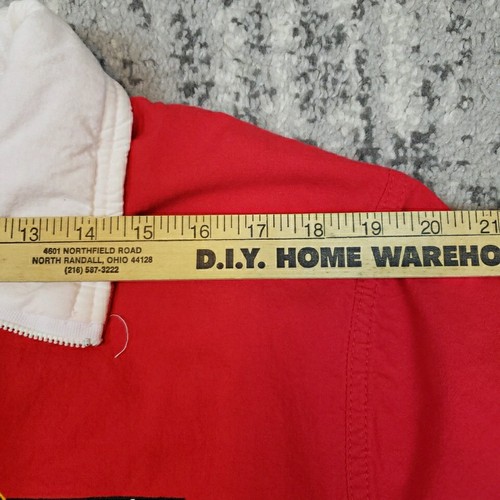 13 14 15 16 17 18 19 20 21
4601 NORTHFIELD ROAD
NORTH RANDALL, OHIO 44128
(216) 587-3222
D.I.Y. HOME WAREHO